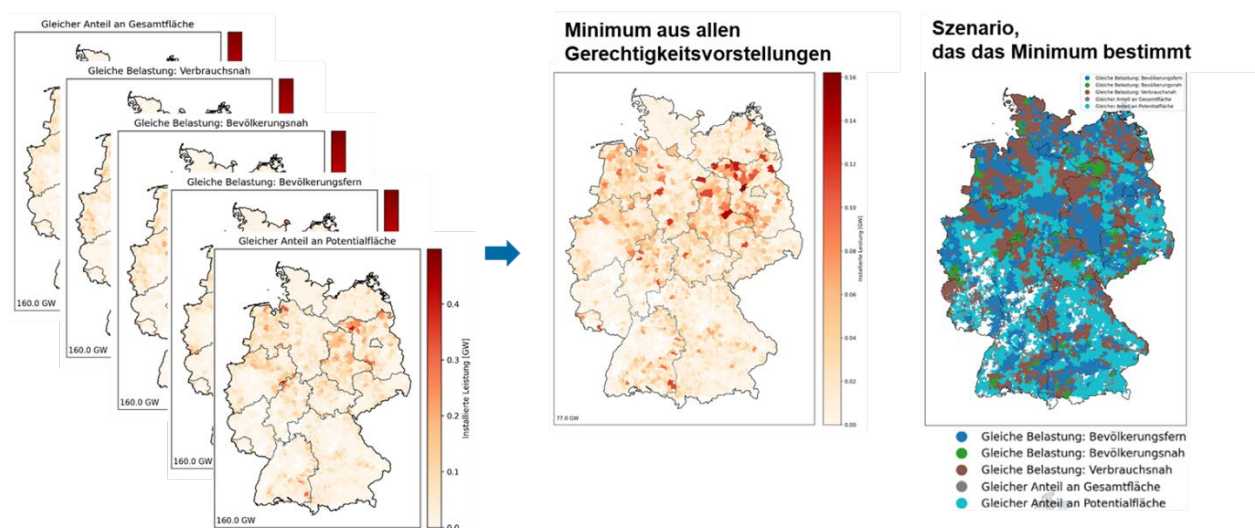 Gleicher Anteil an Gesamtfläche
160.0 GW
Gleiche Belastung: Verbrauchsnah
160.0 GW
Gleiche Belastung: Bevölkerungsnah
160.0 GW
Gleiche Belastung: Bevölkerungsfern
160.0 GW
Gleicher Anteil an Potentialfläche
160.0 GW
0.4
0.3
0.2
0.1
0.0
Installierte Leistung [GW]
Minimum aus allen
Gerechtigkeitsvorstellungen
77.0 GW
0.16
0.14
0.12
0.10
0.08
0.06
0.04
0.02
0.00
Installierte Leistung [GW]
Szenario,
das das Minimum bestimmt
Gleiche Belastung: Bevölkerungsfern
Gleiche Belastung: Bevölkerungsnah
Gleiche Belastung: Verbrauchsnah
Gleicher Anteil an Gesamtfläche
Gleicher Anteil an Potentialfläche
Gleiche Belastung: Bevölkerungsfern
Gleiche Belastung: Bevölkerungsnah
Gleiche Belastung: Verbrauchsnah
Gleicher Anteil an Gesamtfläche
Gleicher Anteil an Potentialfläche